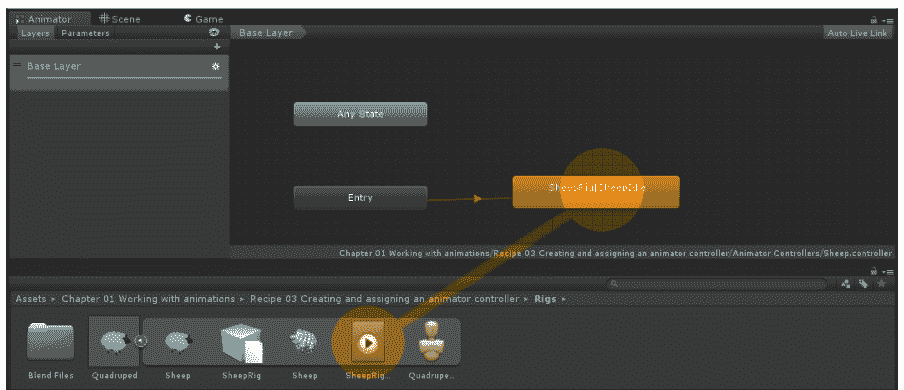 Animator Scene Game
Layers Parameters Base Layer Auto Live Link
Base Layer
Any State
SheepRig|SheepIdle
Entry
Chapter 01 Working with animations/Recipe 03 Creating and assigning an animator controller/Animator Controllers/Sheep.controller
Assets ▸ Chapter 01 Working with animations ▸ Recipe 03 Creating and assigning an animator controller ▸ Rigs ▸
Blend Files Quadruped Sheep SheepRig Sheep SheepRig... Quadrupe...